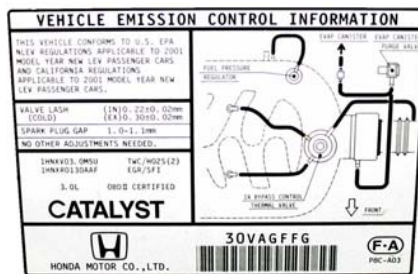 VEHICLE EMISSION CONTROL INFORMATION
THIS VEHICLE CONFORMS TO U.S. EPA
NLEV REGULATIONS APPLICABLE TO 2001
MODEL YEAR NEW LEV PASSENGER CARS
AND CALIFORNIA REGULATIONS
APPLICABLE TO 2001 MODEL YEAR NEW
LEV PASSENGER CARS.
VALVE LASH (IN)0.22±0.02mm
(COLD) (EX)0.30±0.02mm
SPARK PLUG GAP 1.0-1.1mm
NO OTHER ADJUSTMENTS NEEDED.
1HNXV03.0M5U TWC/HO2S(2)
1HNXR0130AAF EGR/SFI
3.0L OBDⅡ CERTIFIED
CATALYST
FUEL PRESSURE
REGULATOR
EVAP CANISTER
EVAP CANISTER
PURGE VALVE
IA BYPASS CONTROL
THERMAL VALVE
FRONT
HONDA MOTOR CO.,LTD.
30VAGFFG
F-A
P8C-A03